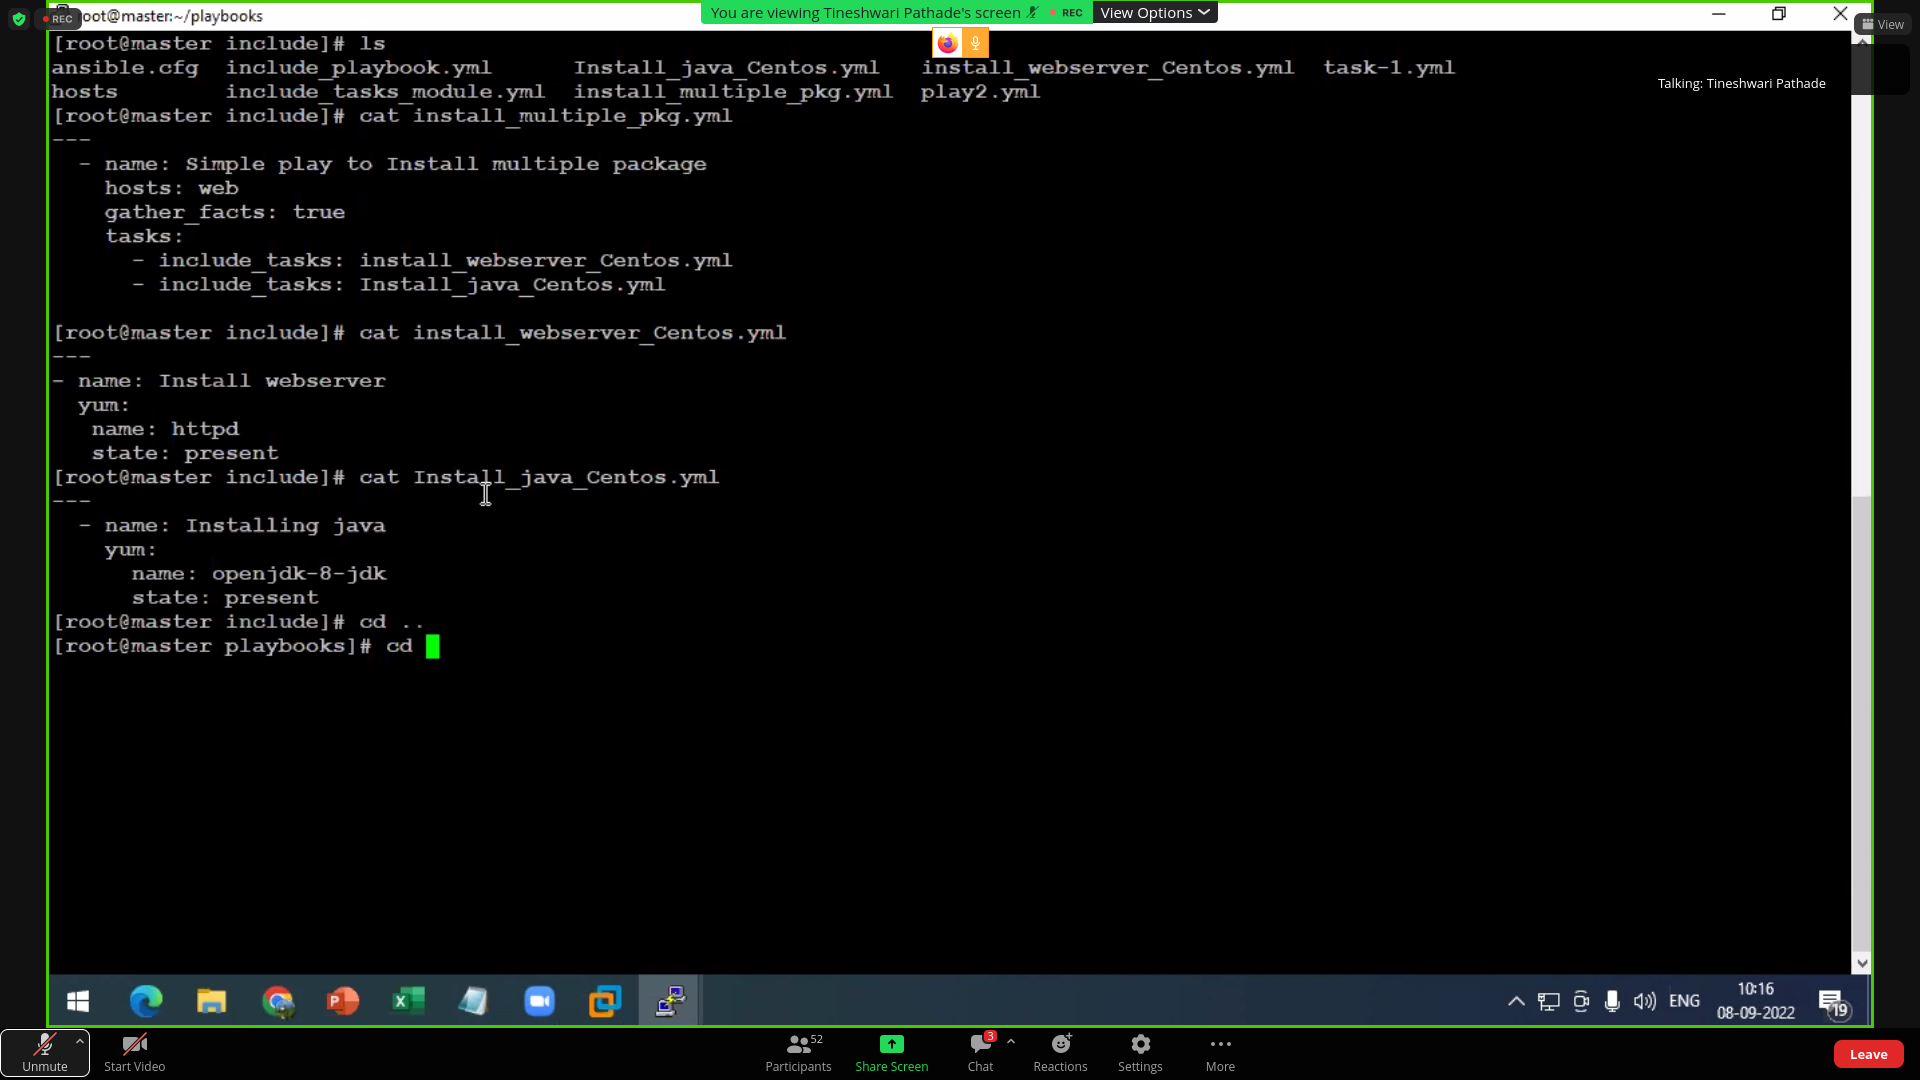 REC
root@master:~/playbooks
You are viewing Tineshwari Pathade's screen
REC
View Options
View
Talking: Tineshwari Pathade
[root@master include]# ls
ansible.cfg  include_playbook.yml      Install_java_Centos.yml   install_webserver_Centos.yml  task-1.yml
hosts        include_tasks_module.yml  install_multiple_pkg.yml  play2.yml
[root@master include]# cat install_multiple_pkg.yml
---
  - name: Simple play to Install multiple package
    hosts: web
    gather_facts: true
    tasks:
      - include_tasks: install_webserver_Centos.yml
      - include_tasks: Install_java_Centos.yml
[root@master include]# cat install_webserver_Centos.yml
---
- name: Install webserver
  yum:
   name: httpd
   state: present
[root@master include]# cat Install_java_Centos.yml
---
  - name: Installing java
    yum:
      name: openjdk-8-jdk
      state: present
[root@master include]# cd ..
[root@master playbooks]# cd
ENG
10:16
08-09-2022
19
Unmute
Start Video
52
Participants
Share Screen
3
Chat
Reactions
Settings
More
Leave